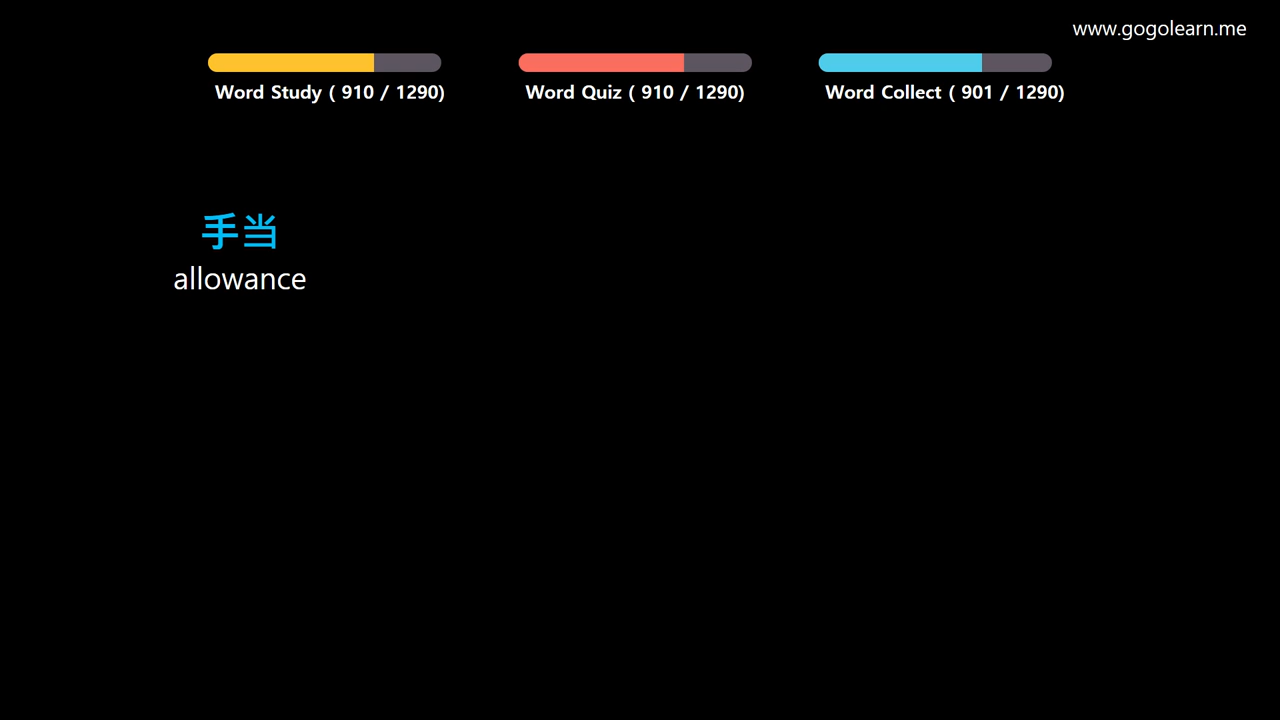 www.gogolearn.me
Word Study ( 910 / 1290)
Word Quiz ( 910 / 1290)
Word Collect ( 901 / 1290)
手当
allowance